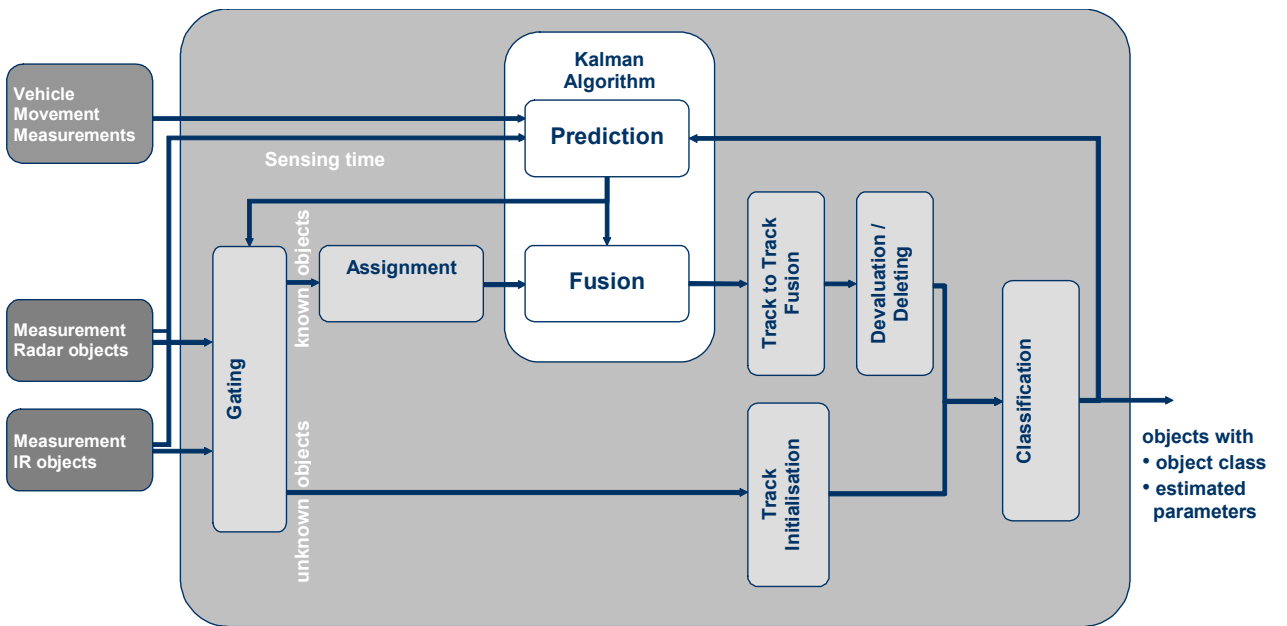 Kalman
Algorithm
Vehicle
Movement
Measurements
Prediction
Sensing time
known objects
Assignment
Fusion
Track to Track
Fusion
Devaluation /
Deleting
Measurement
Radar objects
Gating
Classification
Measurement
IR objects
unknown objects
Track
Initialisation
objects with
• object class
• estimated
parameters